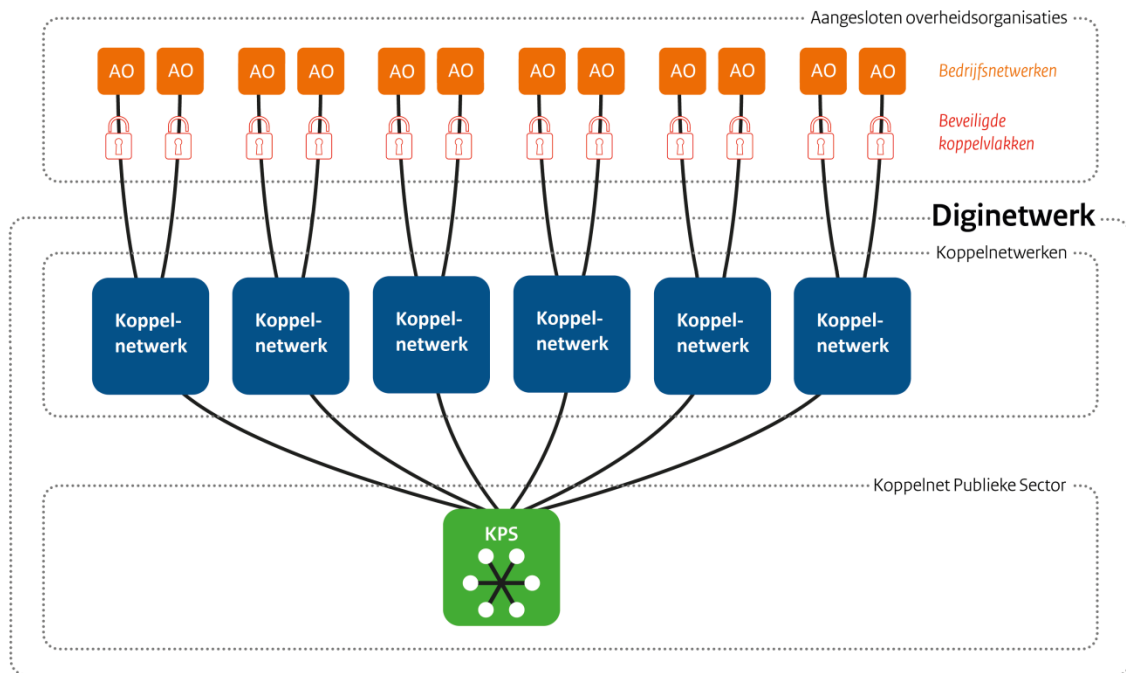 Aangesloten overheidsorganisaties
AO AO AO AO AO AO AO AO AO AO AO AO
Bedrijfsnetwerken
Beveiligde
koppelvlakken
Diginetwerk
Koppelnetwerken
Koppel-
netwerk
Koppel-
netwerk
Koppel-
netwerk
Koppel-
netwerk
Koppel-
netwerk
Koppel-
netwerk
Koppelnet Publieke Sector
KPS